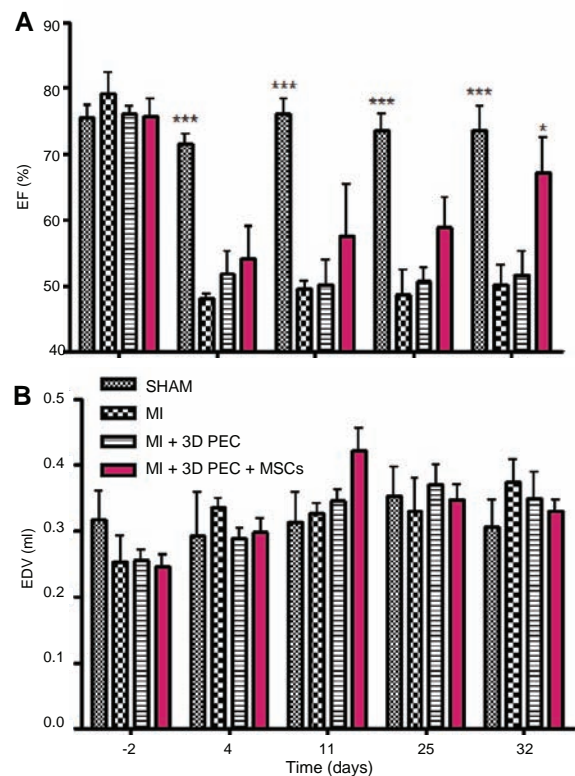 A
90
80
70
60
50
40
EF (%)
***
***
***
***
*
B
SHAM
MI
MI + 3D PEC
MI + 3D PEC + MSCs
0.5
0.4
0.3
0.2
0.1
0.0
EDV (ml)
-2 4 11 25 32
Time (days)